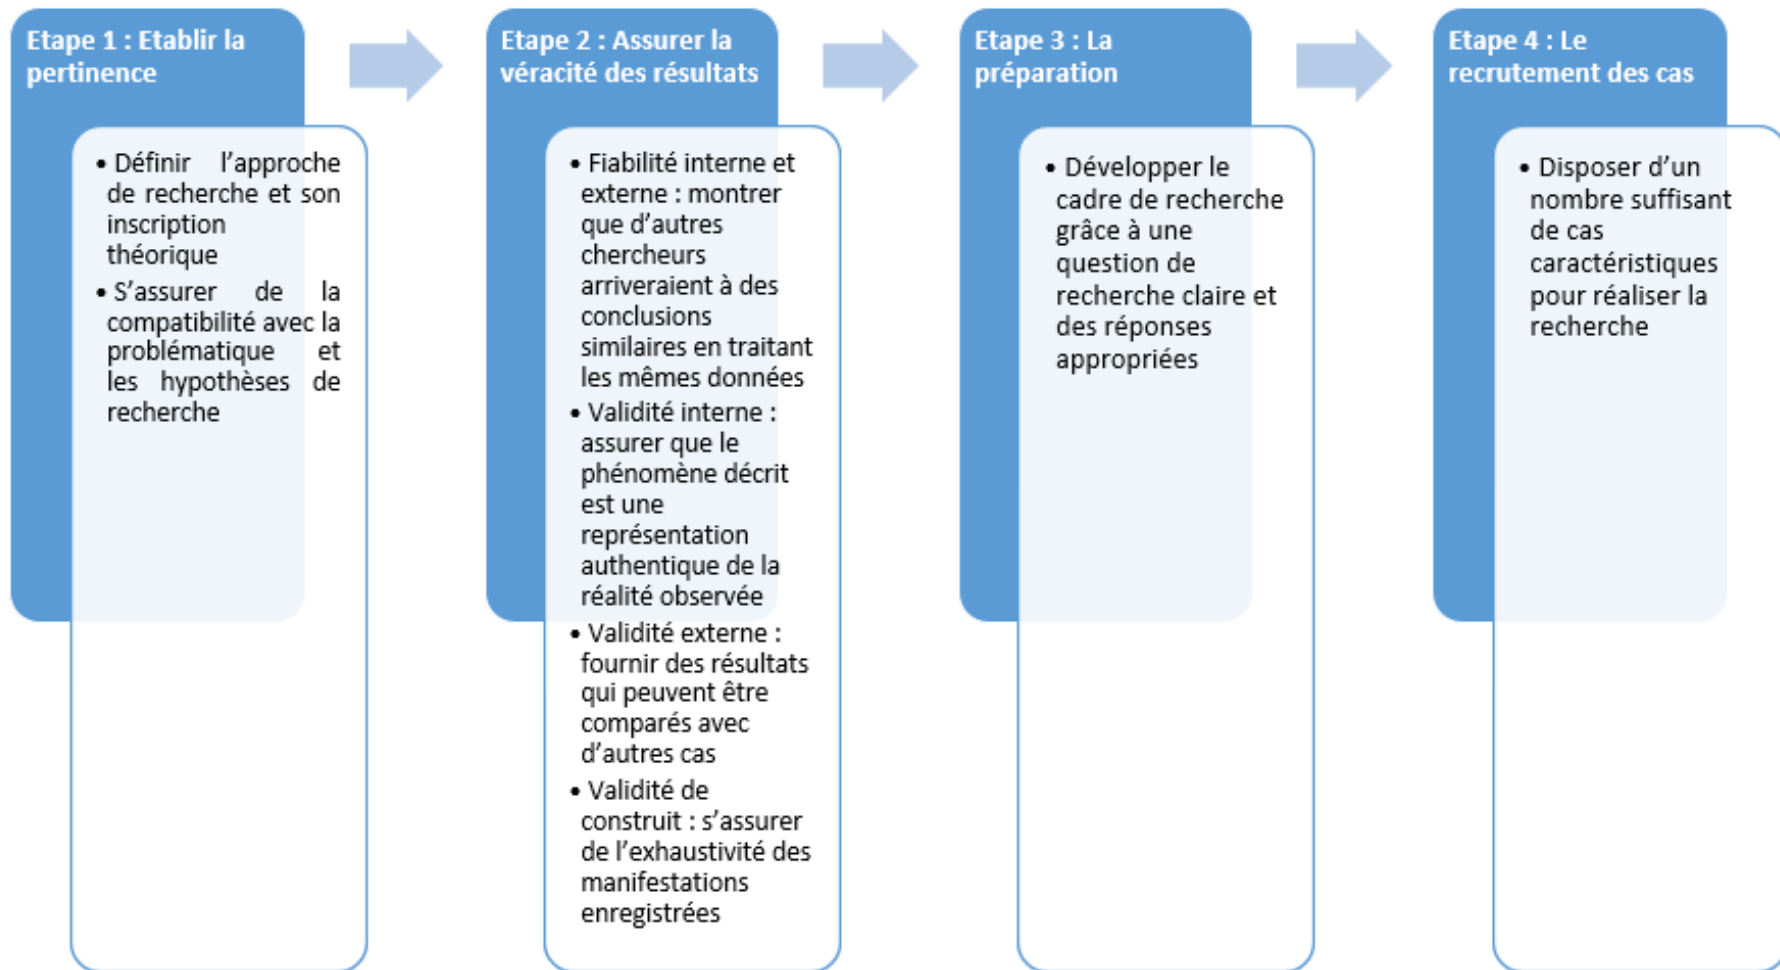 Etape 1 : Etablir la
pertinence
• Définir l’approche
de recherche et son
inscription
théorique
• S’assurer de la
compatibilité avec la
problématique et
les hypothèses de
recherche
Etape 2 : Assurer la
véracité des résultats
• Fiabilité interne et
externe : montrer
que d’autres
chercheurs
arriveraient à des
conclusions
similaires en traitant
les mêmes données
• Validité interne :
assurer que le
phénomène décrit
est une
représentation
authentique de la
réalité observée
• Validité externe :
fournir des résultats
qui peuvent être
comparés avec
d’autres cas
• Validité de
construit : s’assurer
de l’exhaustivité des
manifestations
enregistrées
Etape 3 : La
préparation
• Développer le
cadre de recherche
grâce à une
question de
recherche claire et
des réponses
appropriées
Etape 4 : Le
recrutement des cas
• Disposer d’un
nombre suffisant
de cas
caractéristiques
pour réaliser la
recherche